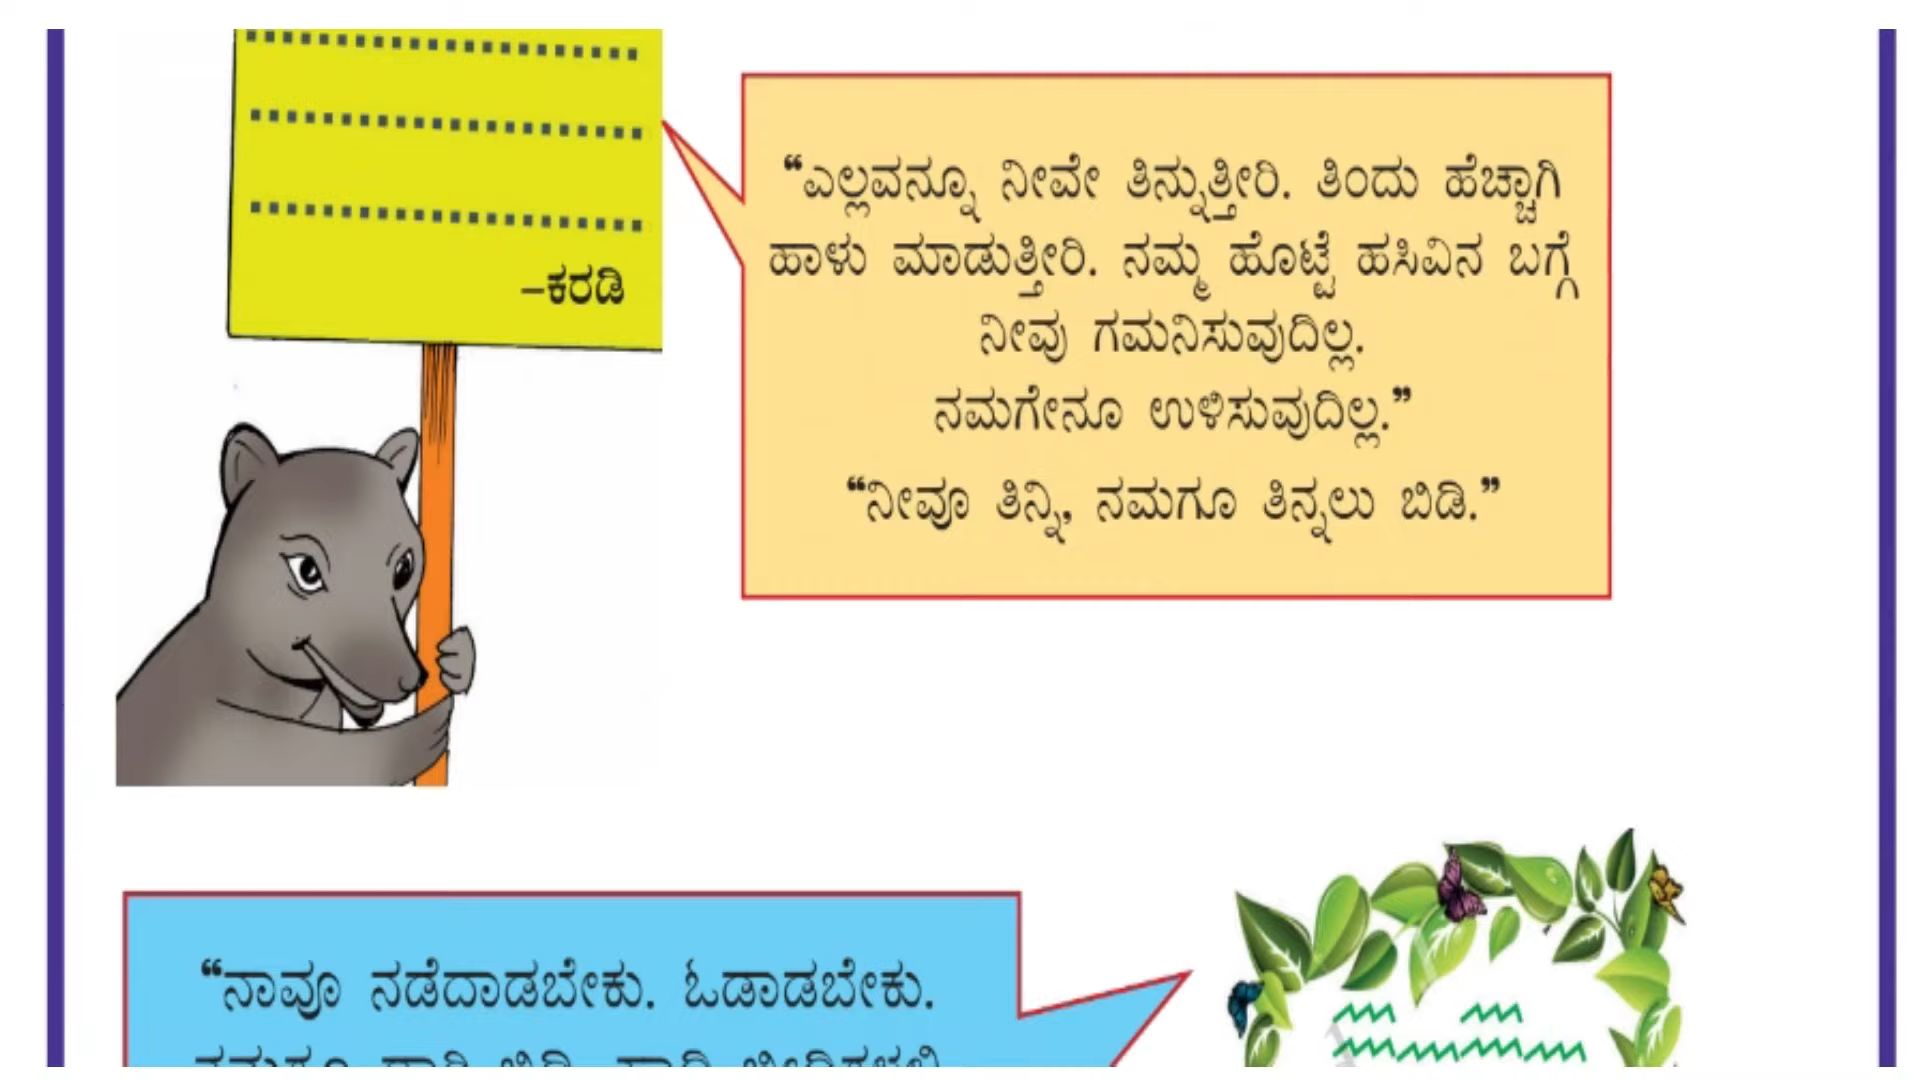 –ಕರಡಿ
“ಎಲ್ಲವನ್ನೂ ನೀವೇ ತಿನ್ನುತ್ತೀರಿ. ತಿಂದು ಹೆಚ್ಚಾಗಿ
ಹಾಳು ಮಾಡುತ್ತೀರಿ. ನಮ್ಮ ಹೊಟ್ಟೆ ಹಸಿವಿನ ಬಗ್ಗೆ
ನೀವು ಗಮನಿಸುವುದಿಲ್ಲ.
ನಮಗೇನೂ ಉಳಿಸುವುದಿಲ್ಲ.”
“ನೀವೂ ತಿನ್ನಿ, ನಮಗೂ ತಿನ್ನಲು ಬಿಡಿ.”
“ನಾವೂ ನಡೆದಾಡಬೇಕು. ಓಡಾಡಬೇಕು.